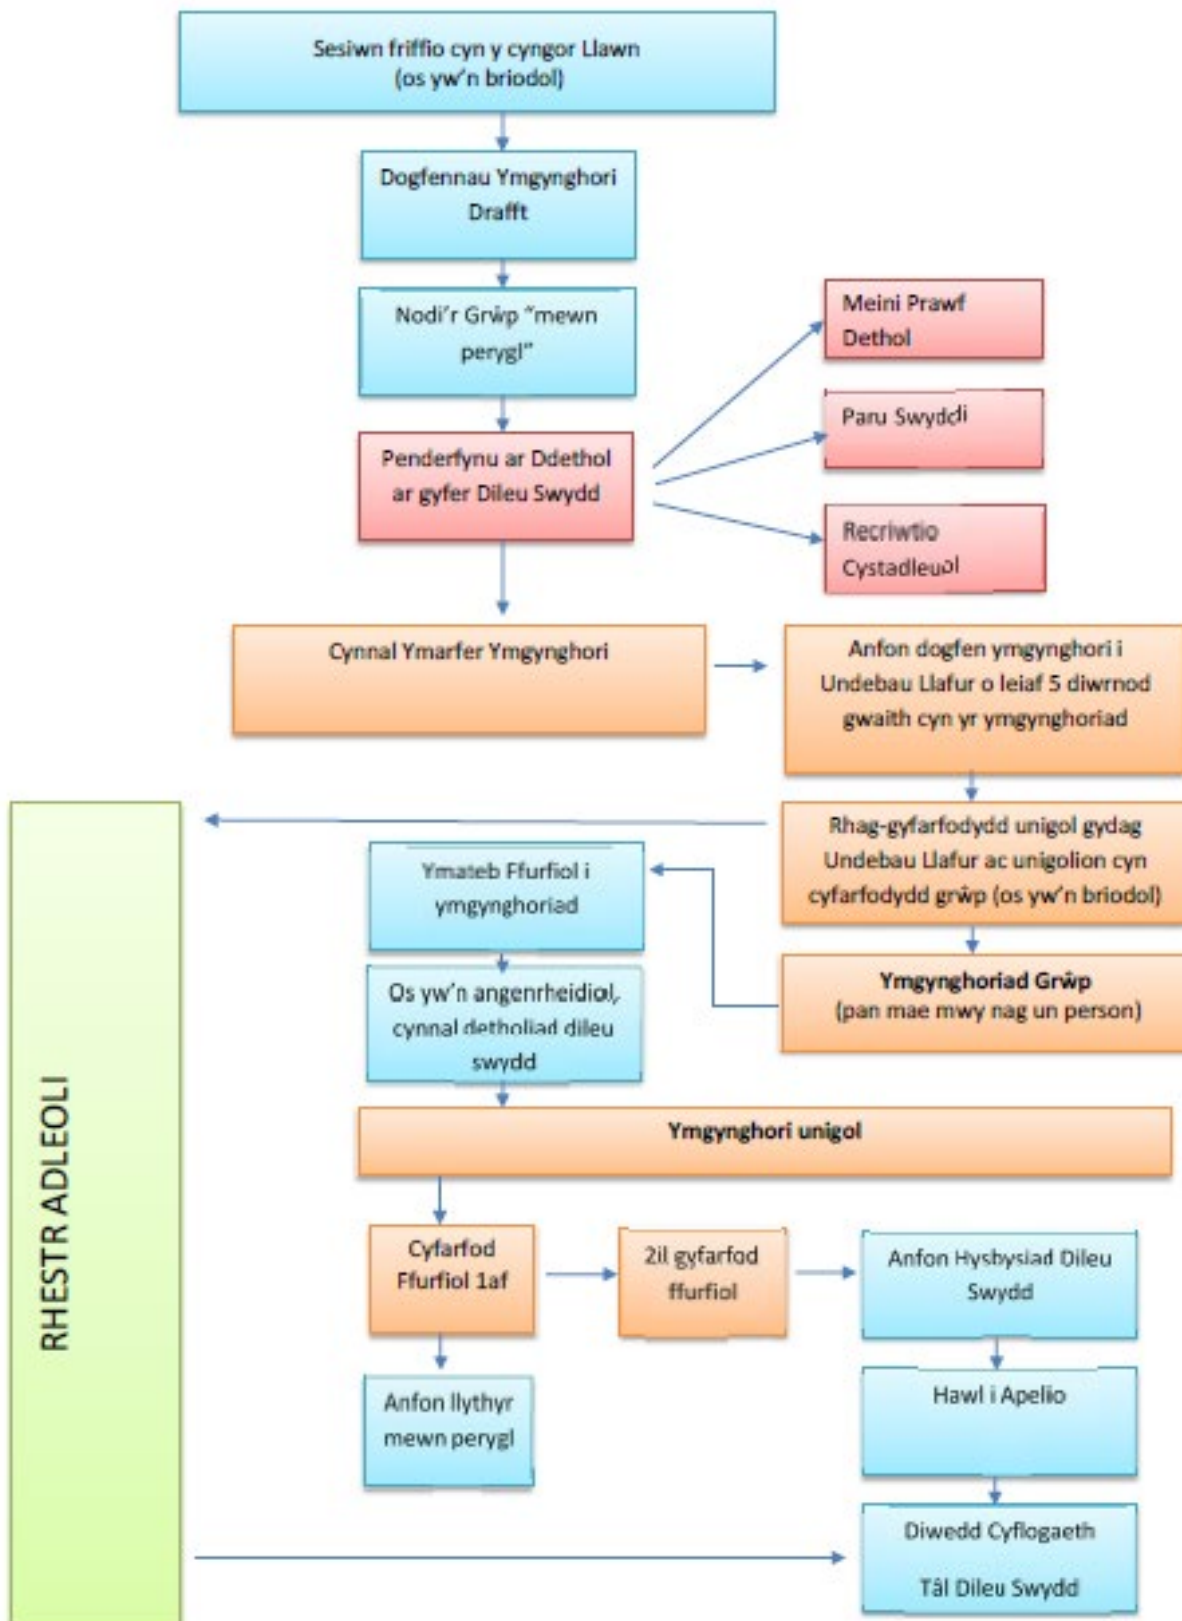 Sesiwn friffio cyn y cyngor Llawn
(os yw'n briodol)
Dogfennau Ymgynghori
Drafft
Nodi'r Grŵp "mewn
perygl"
Meini Prawf
Dethol
Paru Swyddi
Penderfynu ar Ddethol
ar gyfer Dileu Swydd
Recriwtio
Cystadleuol
Cynnal Ymarfer Ymgynghori
Anfon dogfen ymgynghori i
Undebau Llafur o leiaf 5 diwrnod
gwaith cyn yr ymgynghoriad
Rhag-gyfarfodydd unigol gydag
Undebau Llafur ac unigolion cyn
cyfarfodydd grŵp (os yw'n briodol)
Ymateb Ffurfiol i
ymgynghoriad
Ymgynghoriad Grŵp
(pan mae mwy nag un person)
Os yw'n angenrheidiol,
cynnal detholiad dileu
swydd
RHESTR ADLEOLI
Ymgynghori unigol
Cyfarfod
Ffurfiol 1af
2il gyfarfod
ffurfiol
Anfon Hysbysiad Dileu
Swydd
Anfon llythyr
mewn perygl
Hawl i Apelio
Diwedd Cyflogaeth
Tâl Dileu Swydd